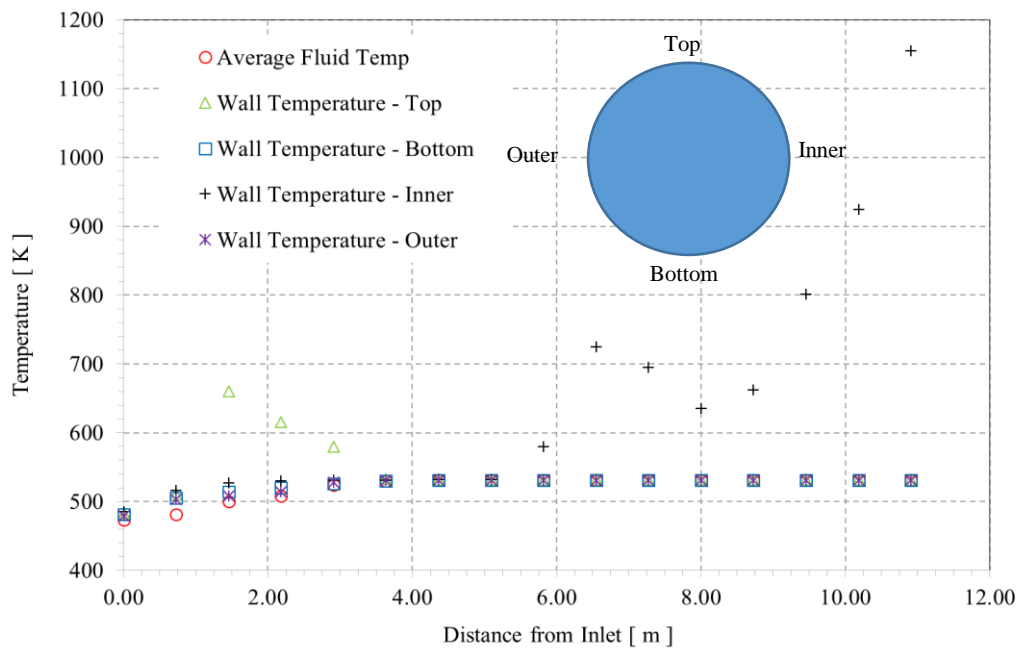 1200
1100
1000
900
800
700
600
500
400
Temperature [ K ]
Average Fluid Temp
Wall Temperature - Top
Wall Temperature - Bottom
Wall Temperature - Inner
Wall Temperature - Outer
Top
Outer
Inner
Bottom
0.00 2.00 4.00 6.00 8.00 10.00 12.00
Distance from Inlet [ m ]